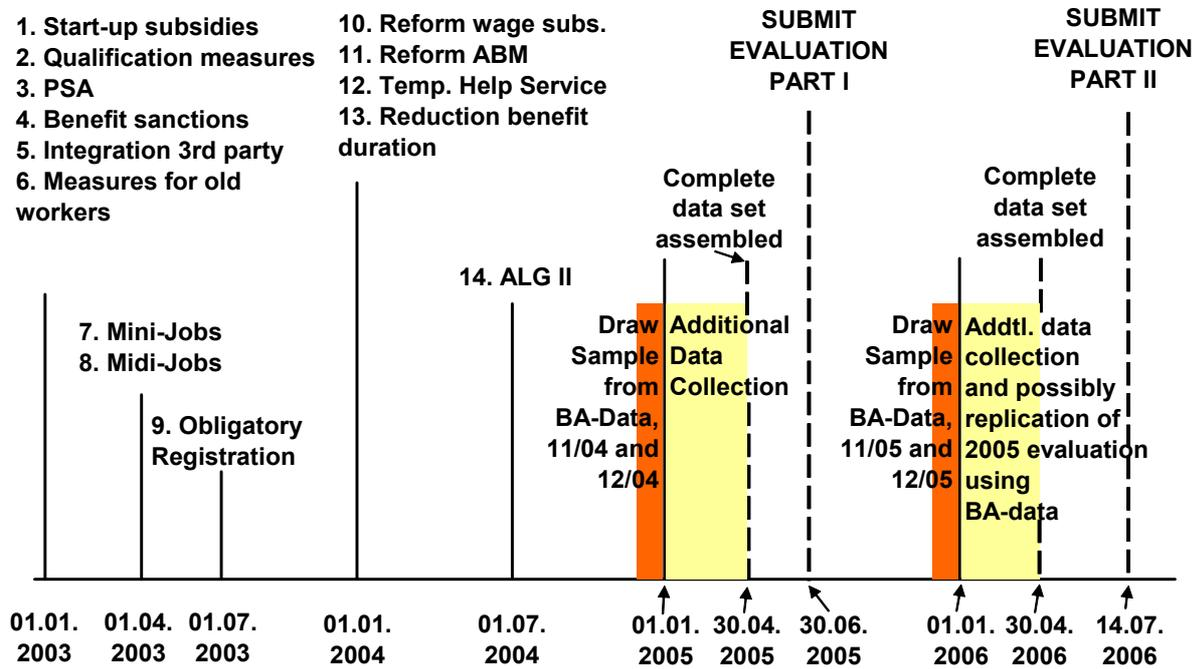 1. Start-up subsidies
2. Qualification measures
3. PSA
4. Benefit sanctions
5. Integration 3rd party
6. Measures for old
workers
10. Reform wage subs.
11. Reform ABM
12. Temp. Help Service
13. Reduction benefit
duration
SUBMIT
EVALUATION
PART I
SUBMIT
EVALUATION
PART II
Complete
data set
assembled
Complete
data set
assembled
14. ALG II
7. Mini-Jobs
8. Midi-Jobs
9. Obligatory
Registration
Draw
Sample
from
BA-Data,
11/04 and
12/04
Additional
Data
Collection
Draw
Sample
from
BA-Data,
11/05 and
12/05
Addtl. data
collection
and possibly
replication of
2005 evaluation
using
BA-data
01.01.
2003
01.04.
2003
01.07.
2003
01.01.
2004
01.07.
2004
01.01.
2005
30.04.
2005
30.06.
2005
01.01.
2006
30.04.
2006
14.07.
2006